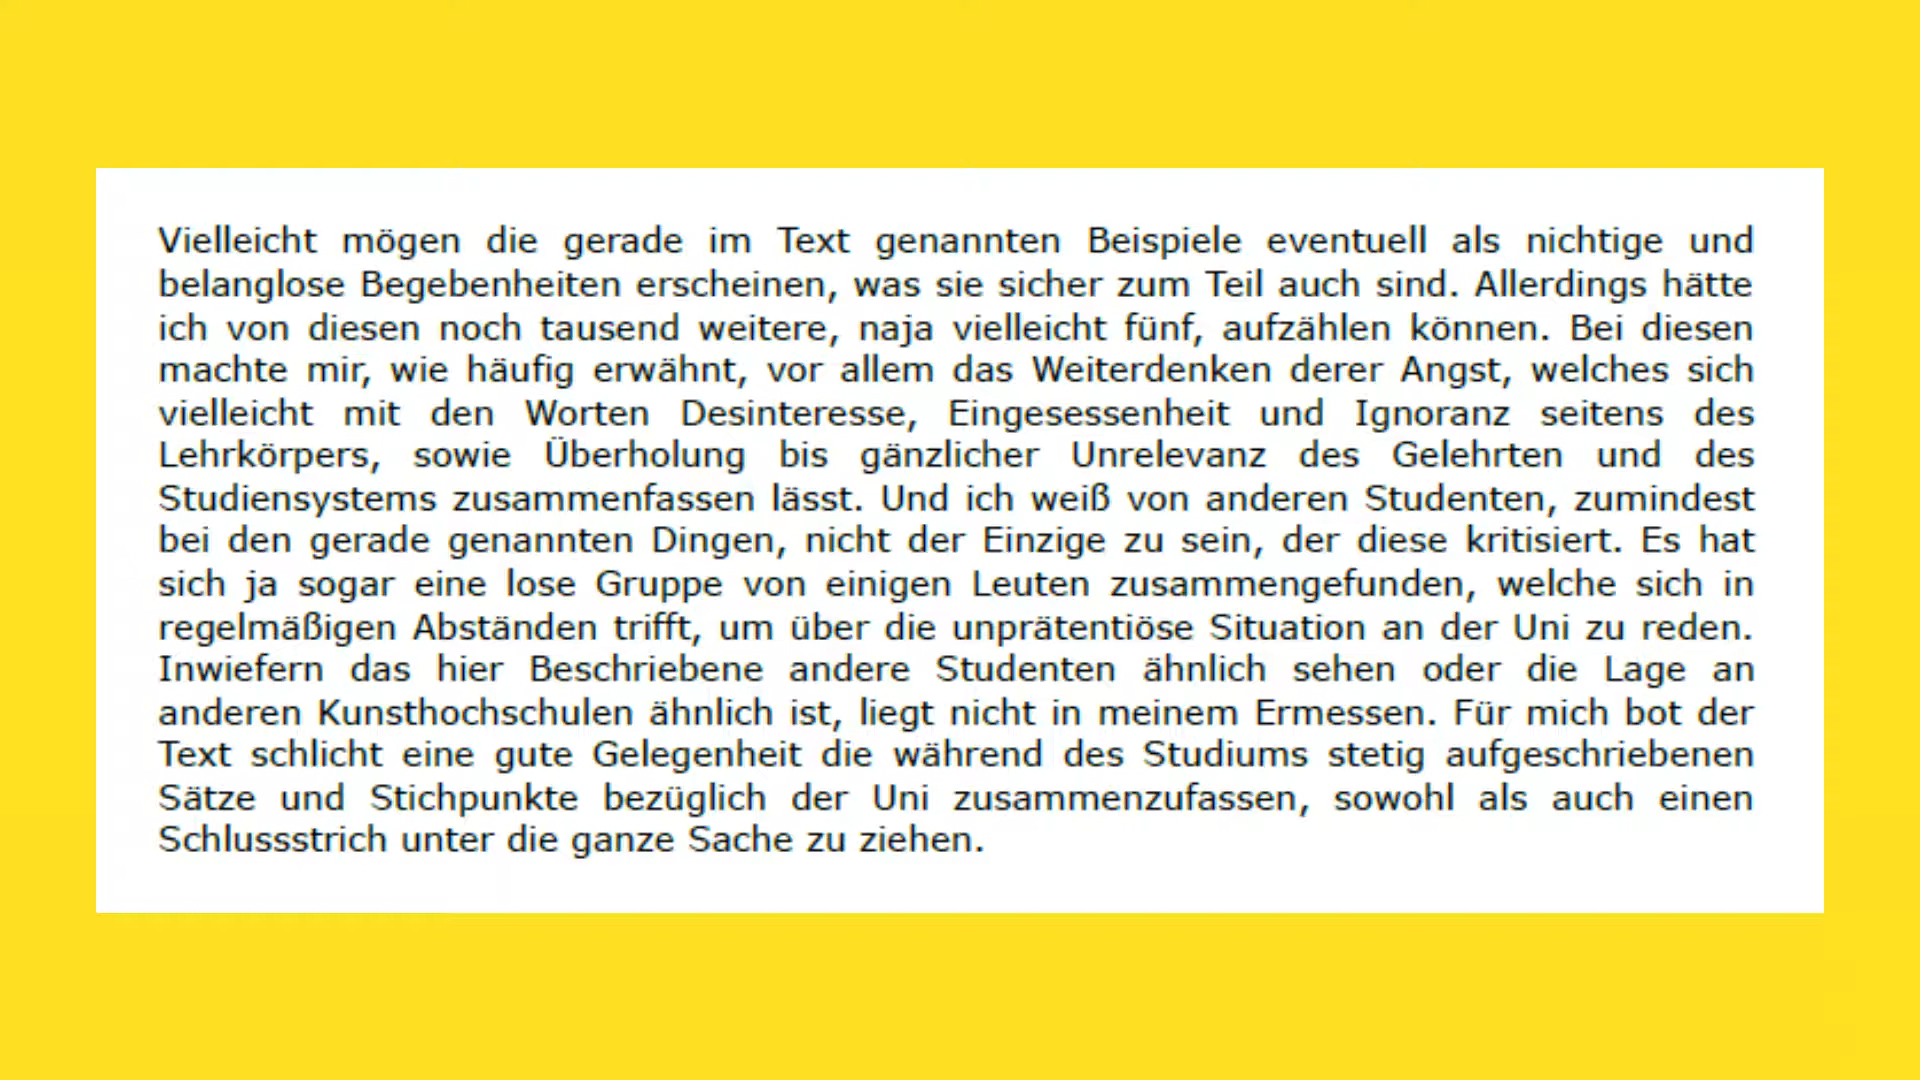 Vielleicht mögen die gerade im Text genannten Beispiele eventuell als nichtige und
belanglose Begebenheiten erscheinen, was sie sicher zum Teil auch sind. Allerdings hätte
ich von diesen noch tausend weitere, naja vielleicht fünf, aufzählen können. Bei diesen
machte mir, wie häufig erwähnt, vor allem das Weiterdenken derer Angst, welches sich
vielleicht mit den Worten Desinteresse, Eingesessenheit und Ignoranz seitens des
Lehrkörpers, sowie Überholung bis gänzlicher Unrelevanz des Gelehrten und des
Studiensystems zusammenfassen lässt. Und ich weiß von anderen Studenten, zumindest
bei den gerade genannten Dingen, nicht der Einzige zu sein, der diese kritisiert. Es hat
sich ja sogar eine lose Gruppe von einigen Leuten zusammengefunden, welche sich in
regelmäßigen Abständen trifft, um über die unprätentiöse Situation an der Uni zu reden.
Inwiefern das hier Beschriebene andere Studenten ähnlich sehen oder die Lage an
anderen Kunsthochschulen ähnlich ist, liegt nicht in meinem Ermessen. Für mich bot der
Text schlicht eine gute Gelegenheit die während des Studiums stetig aufgeschriebenen
Sätze und Stichpunkte bezüglich der Uni zusammenzufassen, sowohl als auch einen
Schlussstrich unter die ganze Sache zu ziehen.